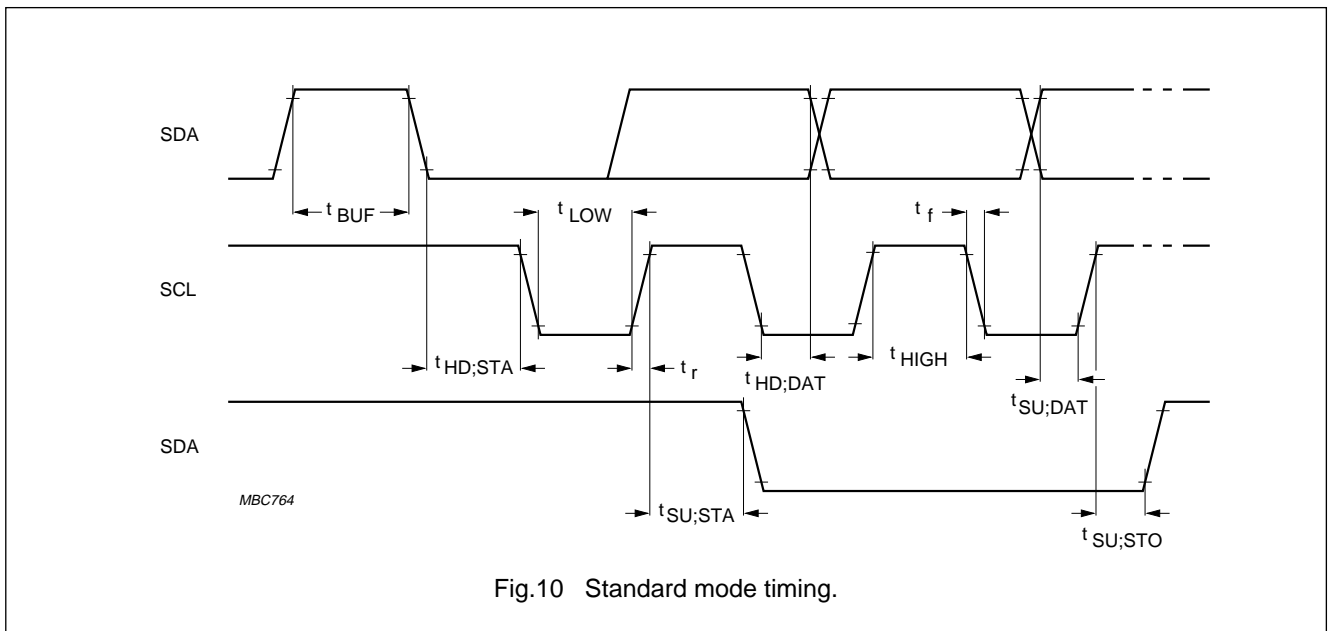 SDA
t BUF
t LOW
t f
SCL
t HD;STA
t r
t HD;DAT
t HIGH
t SU;DAT
SDA
MBC764
t SU;STA
t SU;STO
Fig.10 Standard mode timing.